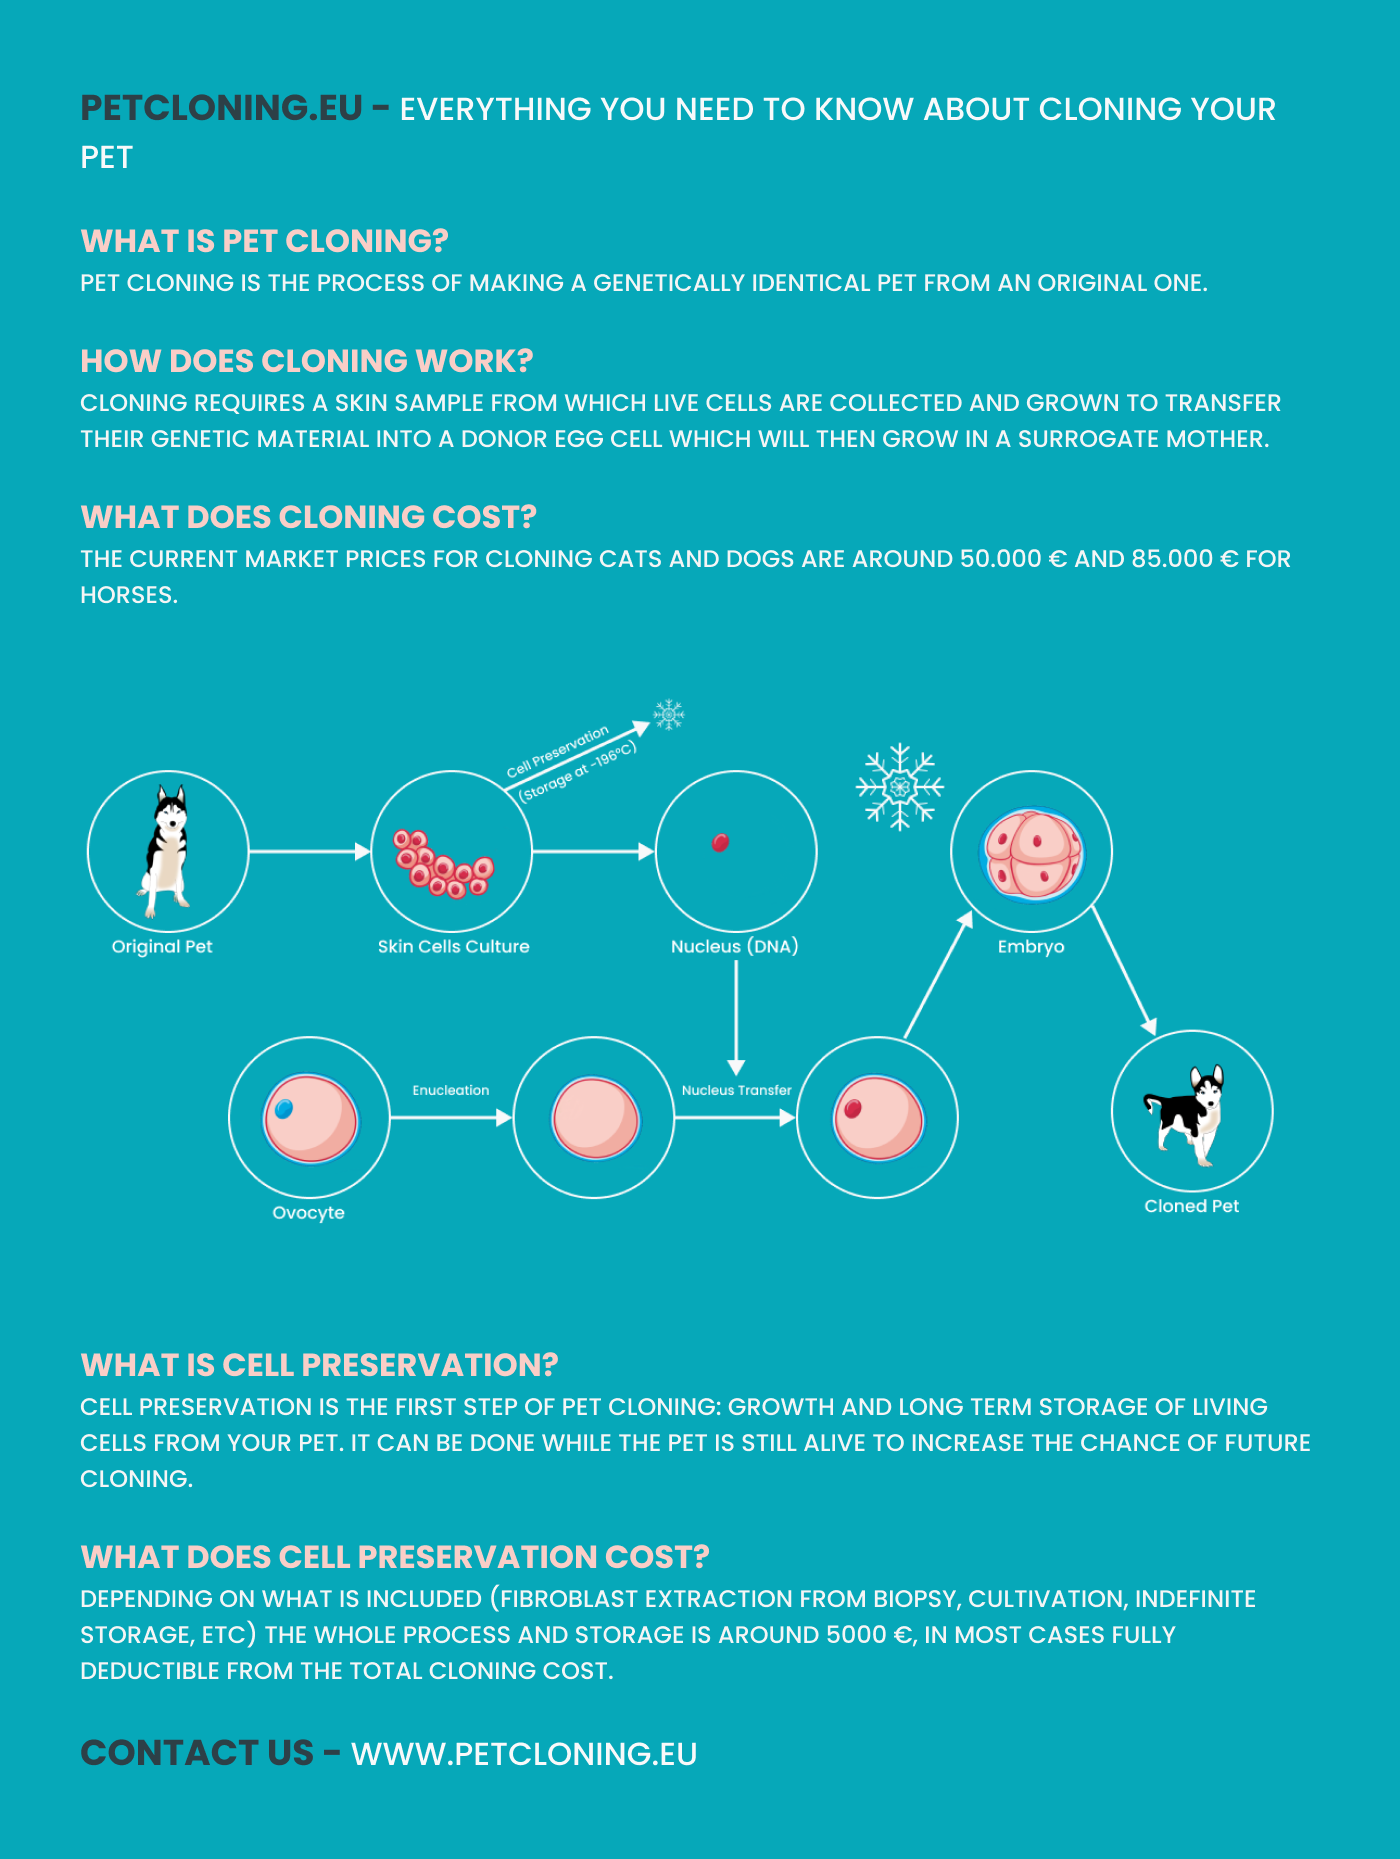 PETCLONING.EU - EVERYTHING YOU NEED TO KNOW ABOUT CLONING YOUR
PET
WHAT IS PET CLONING?
PET CLONING IS THE PROCESS OF MAKING A GENETICALLY IDENTICAL PET FROM AN ORIGINAL ONE.
HOW DOES CLONING WORK?
CLONING REQUIRES A SKIN SAMPLE FROM WHICH LIVE CELLS ARE COLLECTED AND GROWN TO TRANSFER
THEIR GENETIC MATERIAL INTO A DONOR EGG CELL WHICH WILL THEN GROW IN A SURROGATE MOTHER.
WHAT DOES CLONING COST?
THE CURRENT MARKET PRICES FOR CLONING CATS AND DOGS ARE AROUND 50.000 € AND 85.000 € FOR
HORSES.
Cell Preservation
(Storage at -196ºC)
Original Pet
Skin Cells Culture
Nucleus (DNA)
Embryo
Enucleation
Nucleus Transfer
Ovocyte
Cloned Pet
WHAT IS CELL PRESERVATION?
CELL PRESERVATION IS THE FIRST STEP OF PET CLONING: GROWTH AND LONG TERM STORAGE OF LIVING
CELLS FROM YOUR PET. IT CAN BE DONE WHILE THE PET IS STILL ALIVE TO INCREASE THE CHANCE OF FUTURE
CLONING.
WHAT DOES CELL PRESERVATION COST?
DEPENDING ON WHAT IS INCLUDED (FIBROBLAST EXTRACTION FROM BIOPSY, CULTIVATION, INDEFINITE
STORAGE, ETC) THE WHOLE PROCESS AND STORAGE IS AROUND 5000 €, IN MOST CASES FULLY
DEDUCTIBLE FROM THE TOTAL CLONING COST.
CONTACT US - WWW.PETCLONING.EU